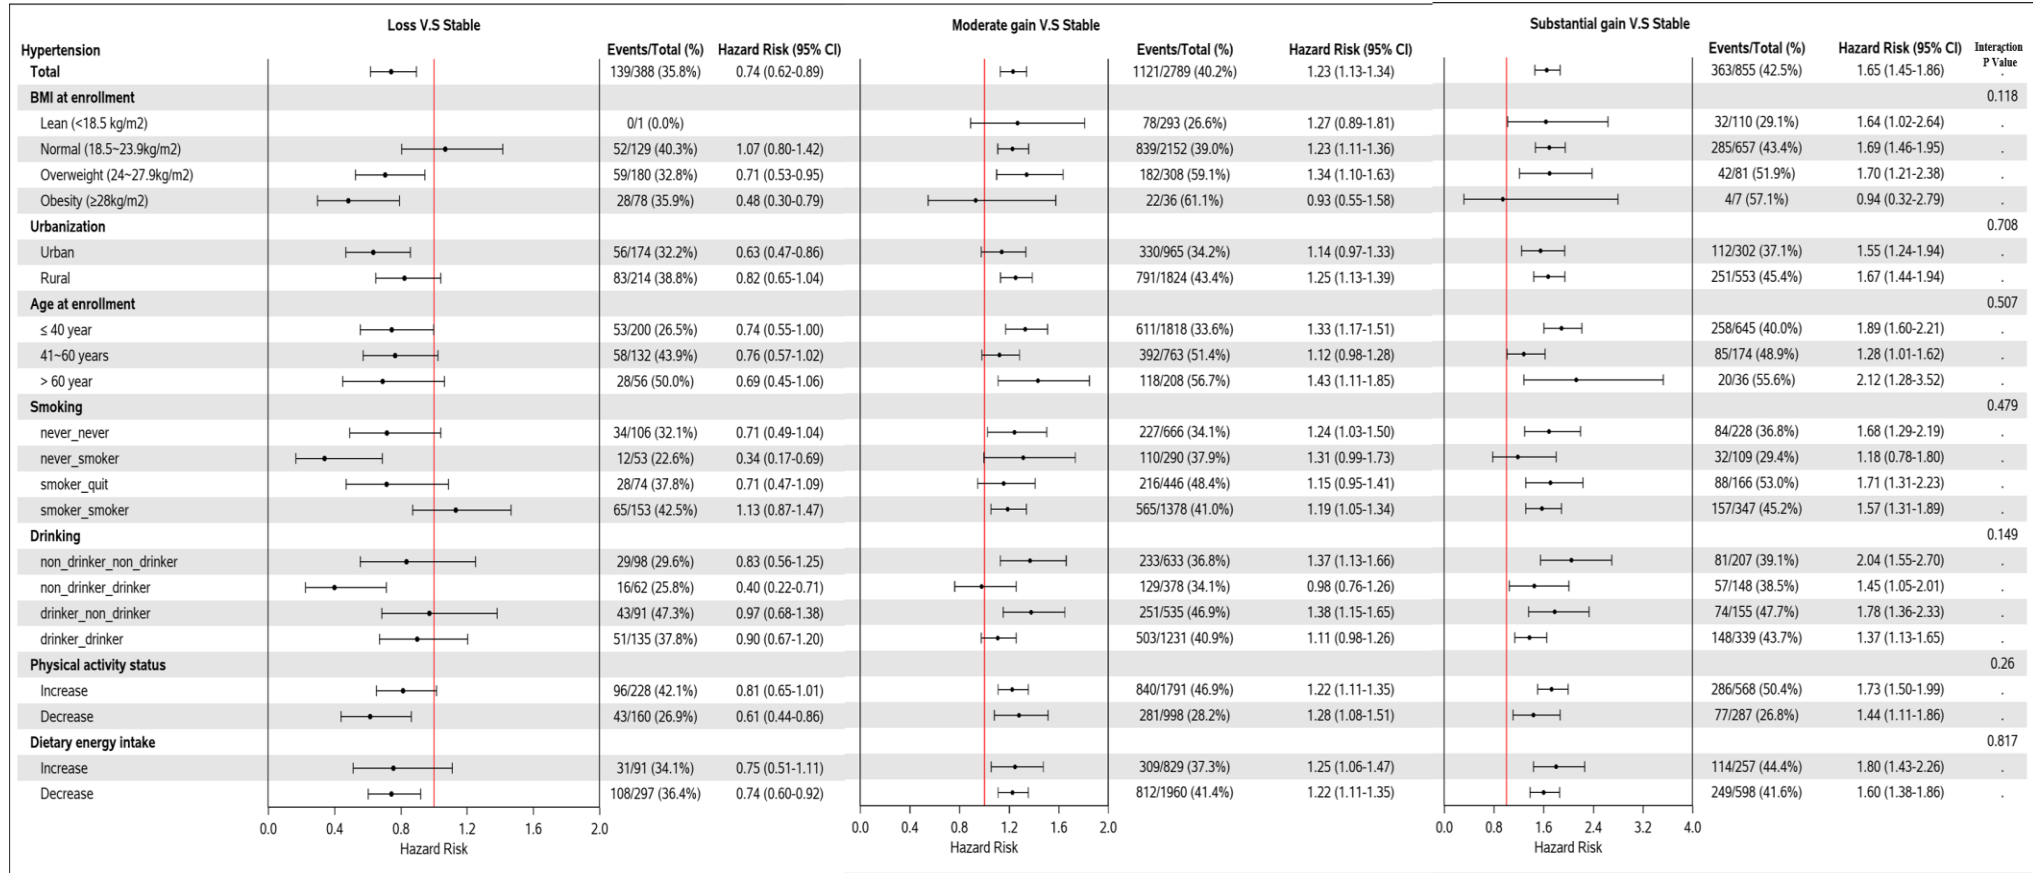 Loss V.S Stable Moderate gain V.S Stable Substantial gain V.S Stable
Hypertension Events/Total (%) Hazard Risk (95% CI) Events/Total (%) Hazard Risk (95% CI) Events/Total (%) Hazard Risk (95% CI) Interaction P Value
Total 139/388 (35.8%) 0.74 (0.62-0.89) 1121/2789 (40.2%) 1.23 (1.13-1.34) 363/855 (42.5%) 1.65 (1.45-1.86) .
BMI at enrollment 0.118
Lean (<18.5 kg/m2) 0/1 (0.0%) 78/293 (26.6%) 1.27 (0.89-1.81) 32/110 (29.1%) 1.64 (1.02-2.64) .
Normal (18.5~23.9kg/m2) 52/129 (40.3%) 1.07 (0.80-1.42) 839/2152 (39.0%) 1.23 (1.11-1.36) 285/657 (43.4%) 1.69 (1.46-1.95) .
Overweight (24~27.9kg/m2) 59/180 (32.8%) 0.71 (0.53-0.95) 182/308 (59.1%) 1.34 (1.10-1.63) 42/81 (51.9%) 1.70 (1.21-2.38) .
Obesity (≥28kg/m2) 28/78 (35.9%) 0.48 (0.30-0.79) 22/36 (61.1%) 0.93 (0.55-1.58) 4/7 (57.1%) 0.94 (0.32-2.79) .
Urbanization 0.708
Urban 56/174 (32.2%) 0.63 (0.47-0.86) 330/965 (34.2%) 1.14 (0.97-1.33) 112/302 (37.1%) 1.55 (1.24-1.94) .
Rural 83/214 (38.8%) 0.82 (0.65-1.04) 791/1824 (43.4%) 1.25 (1.13-1.39) 251/553 (45.4%) 1.67 (1.44-1.94) .
Age at enrollment 0.507
≤ 40 year 53/200 (26.5%) 0.74 (0.55-1.00) 611/1818 (33.6%) 1.33 (1.17-1.51) 258/645 (40.0%) 1.89 (1.60-2.21) .
41~60 years 58/132 (43.9%) 0.76 (0.57-1.02) 392/763 (51.4%) 1.12 (0.98-1.28) 85/174 (48.9%) 1.28 (1.01-1.62) .
> 60 year 28/56 (50.0%) 0.69 (0.45-1.06) 118/208 (56.7%) 1.43 (1.11-1.85) 20/36 (55.6%) 2.12 (1.28-3.52) .
Smoking 0.479
never_never 34/106 (32.1%) 0.71 (0.49-1.04) 227/666 (34.1%) 1.24 (1.03-1.50) 84/228 (36.8%) 1.68 (1.29-2.19) .
never_smoker 12/53 (22.6%) 0.34 (0.17-0.69) 110/290 (37.9%) 1.31 (0.99-1.73) 32/109 (29.4%) 1.18 (0.78-1.80) .
smoker_quit 28/74 (37.8%) 0.71 (0.47-1.09) 216/446 (48.4%) 1.15 (0.95-1.41) 88/166 (53.0%) 1.71 (1.31-2.23) .
smoker_smoker 65/153 (42.5%) 1.13 (0.87-1.47) 565/1378 (41.0%) 1.19 (1.05-1.34) 157/347 (45.2%) 1.57 (1.31-1.89) .
Drinking 0.149
non_drinker_non_drinker 29/98 (29.6%) 0.83 (0.56-1.25) 233/633 (36.8%) 1.37 (1.13-1.66) 81/207 (39.1%) 2.04 (1.55-2.70) .
non_drinker_drinker 16/62 (25.8%) 0.40 (0.22-0.71) 129/378 (34.1%) 0.98 (0.76-1.26) 57/148 (38.5%) 1.45 (1.05-2.01) .
drinker_non_drinker 43/91 (47.3%) 0.97 (0.68-1.38) 251/535 (46.9%) 1.38 (1.15-1.65) 74/155 (47.7%) 1.78 (1.36-2.33) .
drinker_drinker 51/135 (37.8%) 0.90 (0.67-1.20) 503/1231 (40.9%) 1.11 (0.98-1.26) 148/339 (43.7%) 1.37 (1.13-1.65) .
Physical activity status 0.26
Increase 96/228 (42.1%) 0.81 (0.65-1.01) 840/1791 (46.9%) 1.22 (1.11-1.35) 286/568 (50.4%) 1.73 (1.50-1.99) .
Decrease 43/160 (26.9%) 0.61 (0.44-0.86) 281/998 (28.2%) 1.28 (1.08-1.51) 77/287 (26.8%) 1.44 (1.11-1.86) .
Dietary energy intake 0.817
Increase 31/91 (34.1%) 0.75 (0.51-1.11) 309/829 (37.3%) 1.25 (1.06-1.47) 114/257 (44.4%) 1.80 (1.43-2.26) .
Decrease 108/297 (36.4%) 0.74 (0.60-0.92) 812/1960 (41.4%) 1.22 (1.11-1.35) 249/598 (41.6%) 1.60 (1.38-1.86) .
0.0 0.4 0.8 1.2 1.6 2.0 0.0 0.4 0.8 1.2 1.6 2.0 0.0 0.8 1.6 2.4 3.2 4.0
Hazard Risk Hazard Risk Hazard Risk